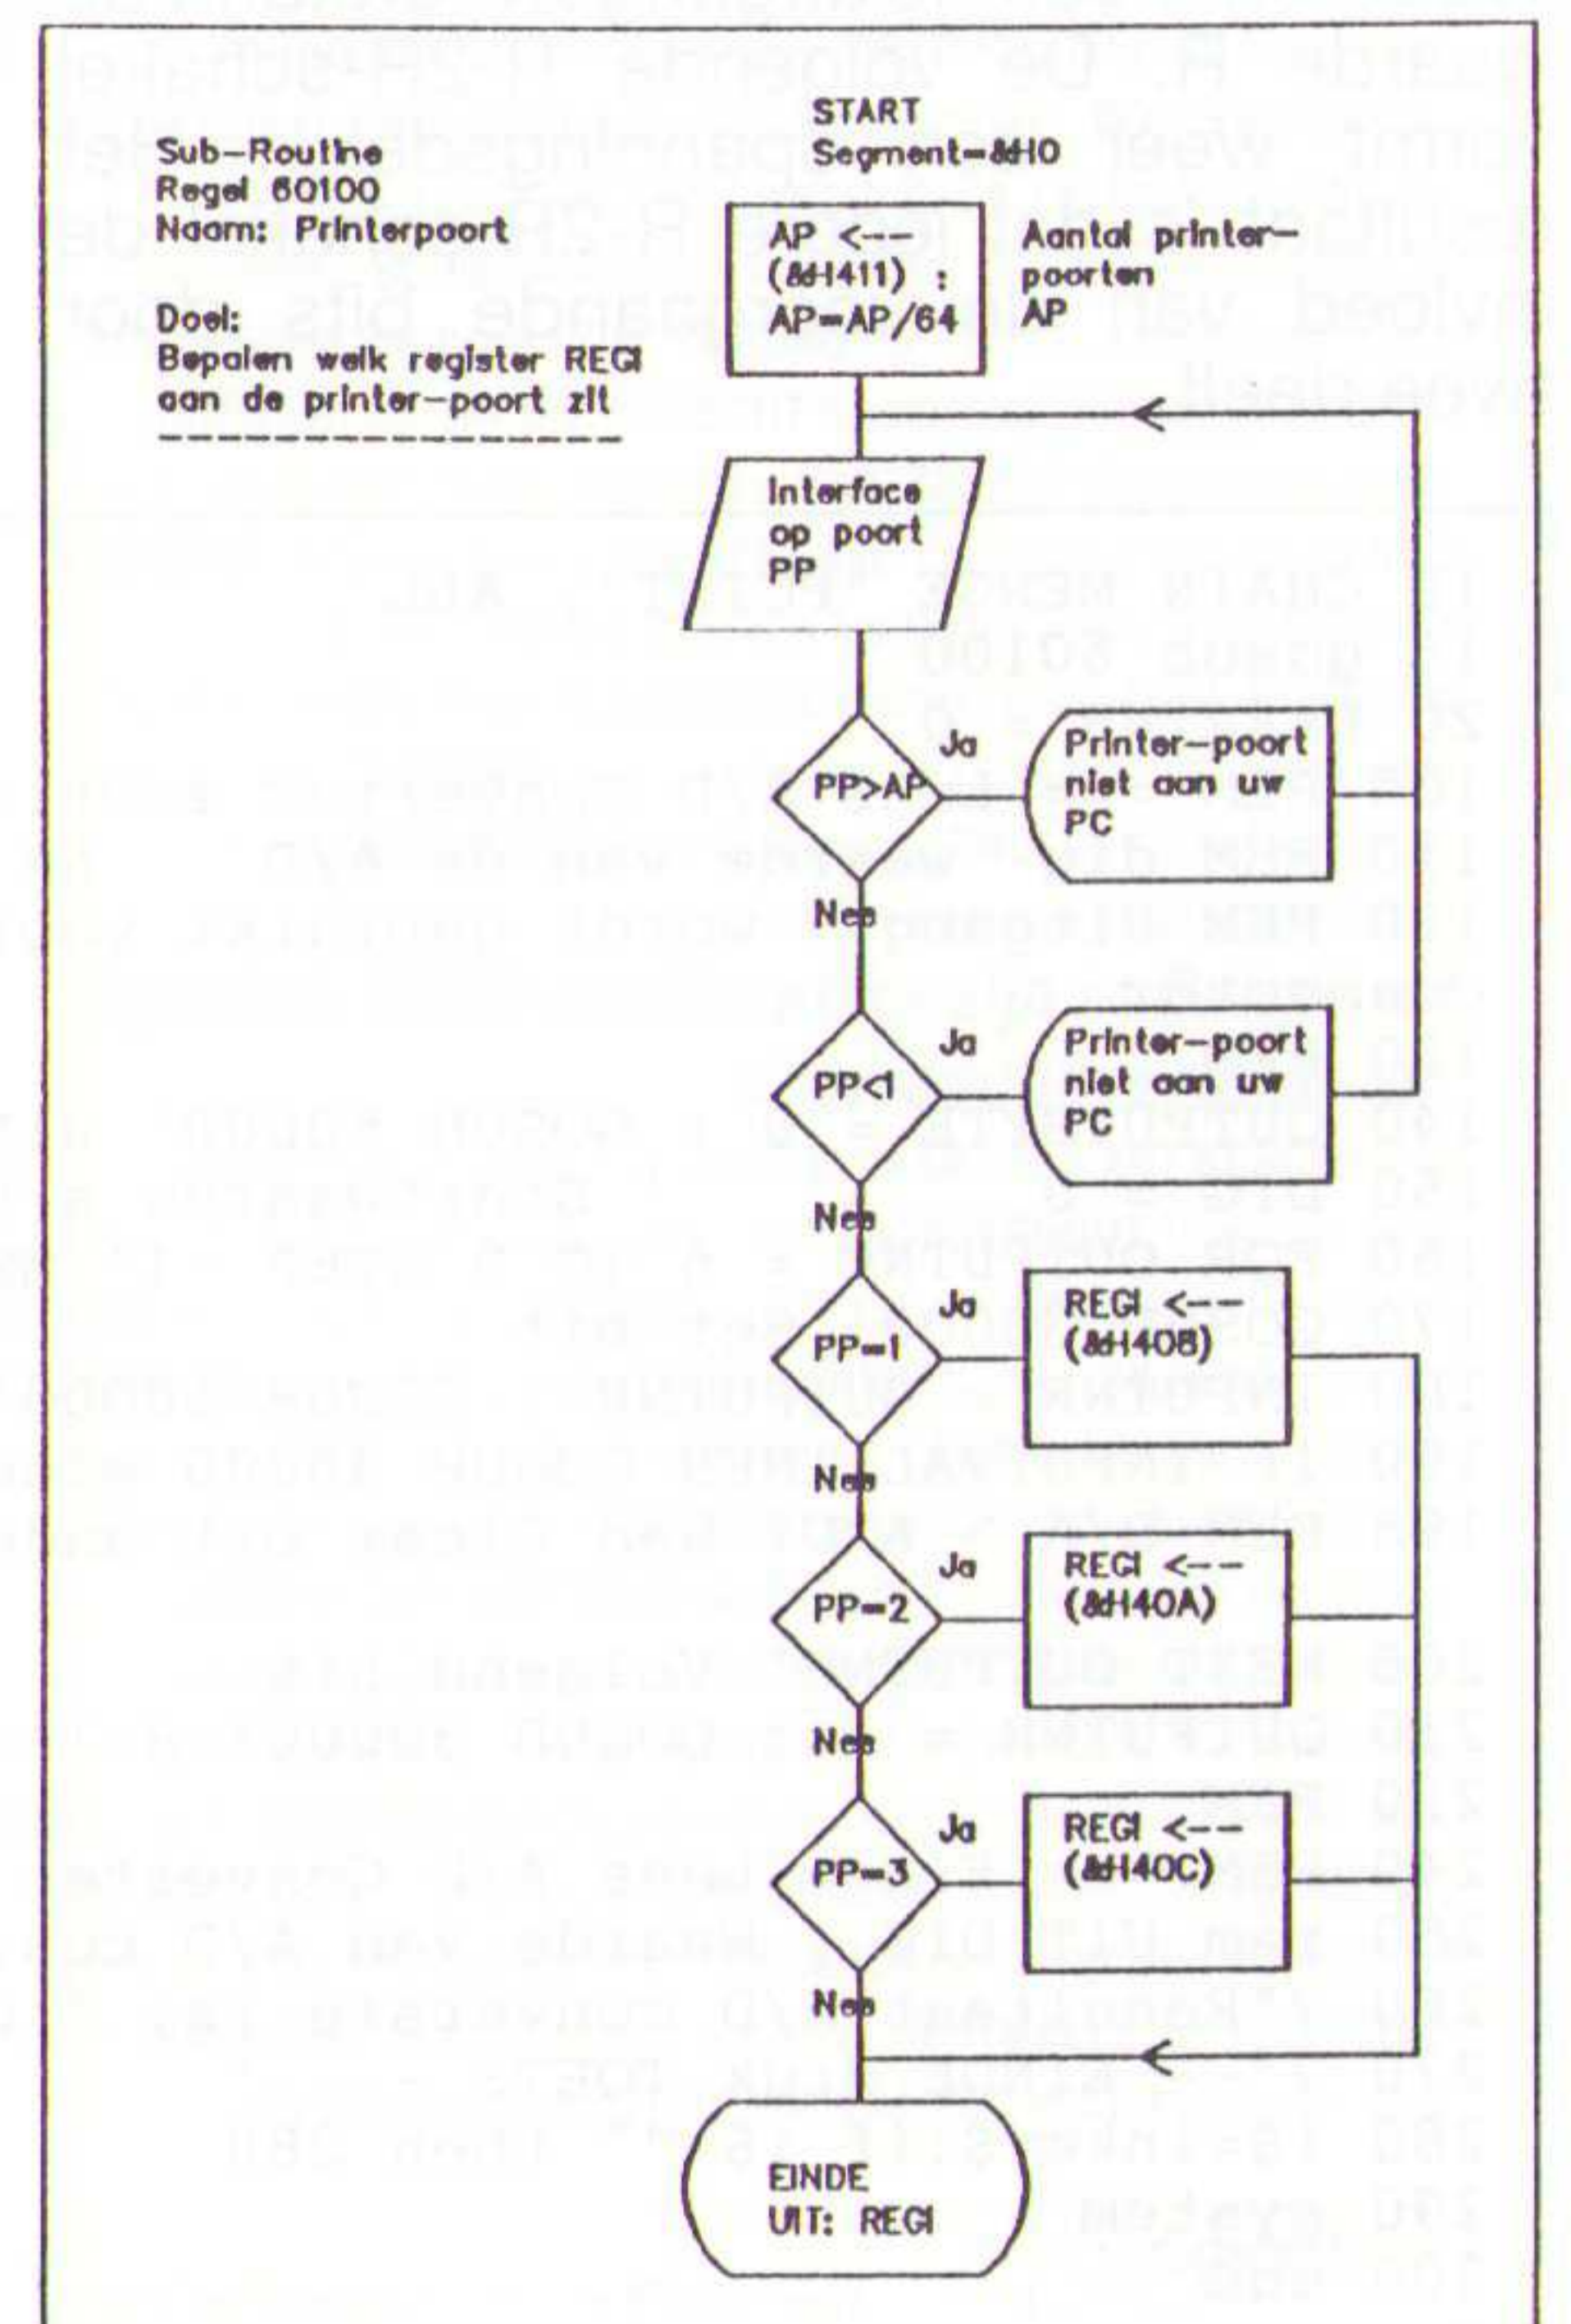 START
Segment=&H0
Sub-Routine
Regel 60100
Naam: Printerpoort
Doel:
Bepalen welk register REGI
aan de printer-poort zit
AP <--
(&H411) :
AP=AP/64
Aantal printer-
poorten
AP
Interface
op poort
PP
PP>AP
Ja
Printer-poort
niet aan uw
PC
Nee
PP<1
Ja
Printer-poort
niet aan uw
PC
Nee
PP=1
Ja
REGI <--
(&H40B)
Nee
PP=2
Ja
REGI <--
(&H40A)
Nee
PP=3
Ja
REGI <--
(&H40C)
Nee
EINDE
UIT: REGI